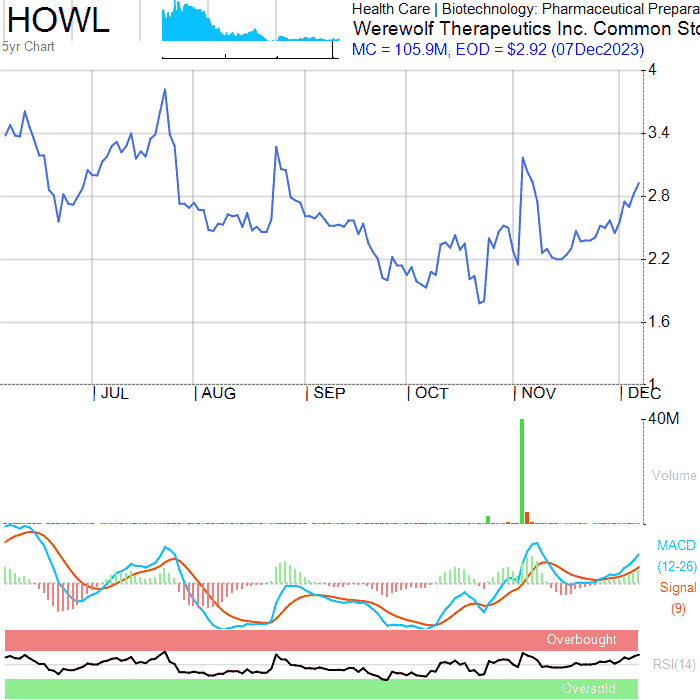 HOWL
5yr Chart
Health Care | Biotechnology: Pharmaceutical Prepara
Werewolf Therapeutics Inc. Common Sto
MC = 105.9M, EOD = $2.92 (07Dec2023)
4
3.4
2.8
2.2
1.6
1
JUL AUG SEP OCT NOV DEC
40M
Volume
MACD
(12-26)
Signal
(9)
Overbought
RSI(14)
Oversold